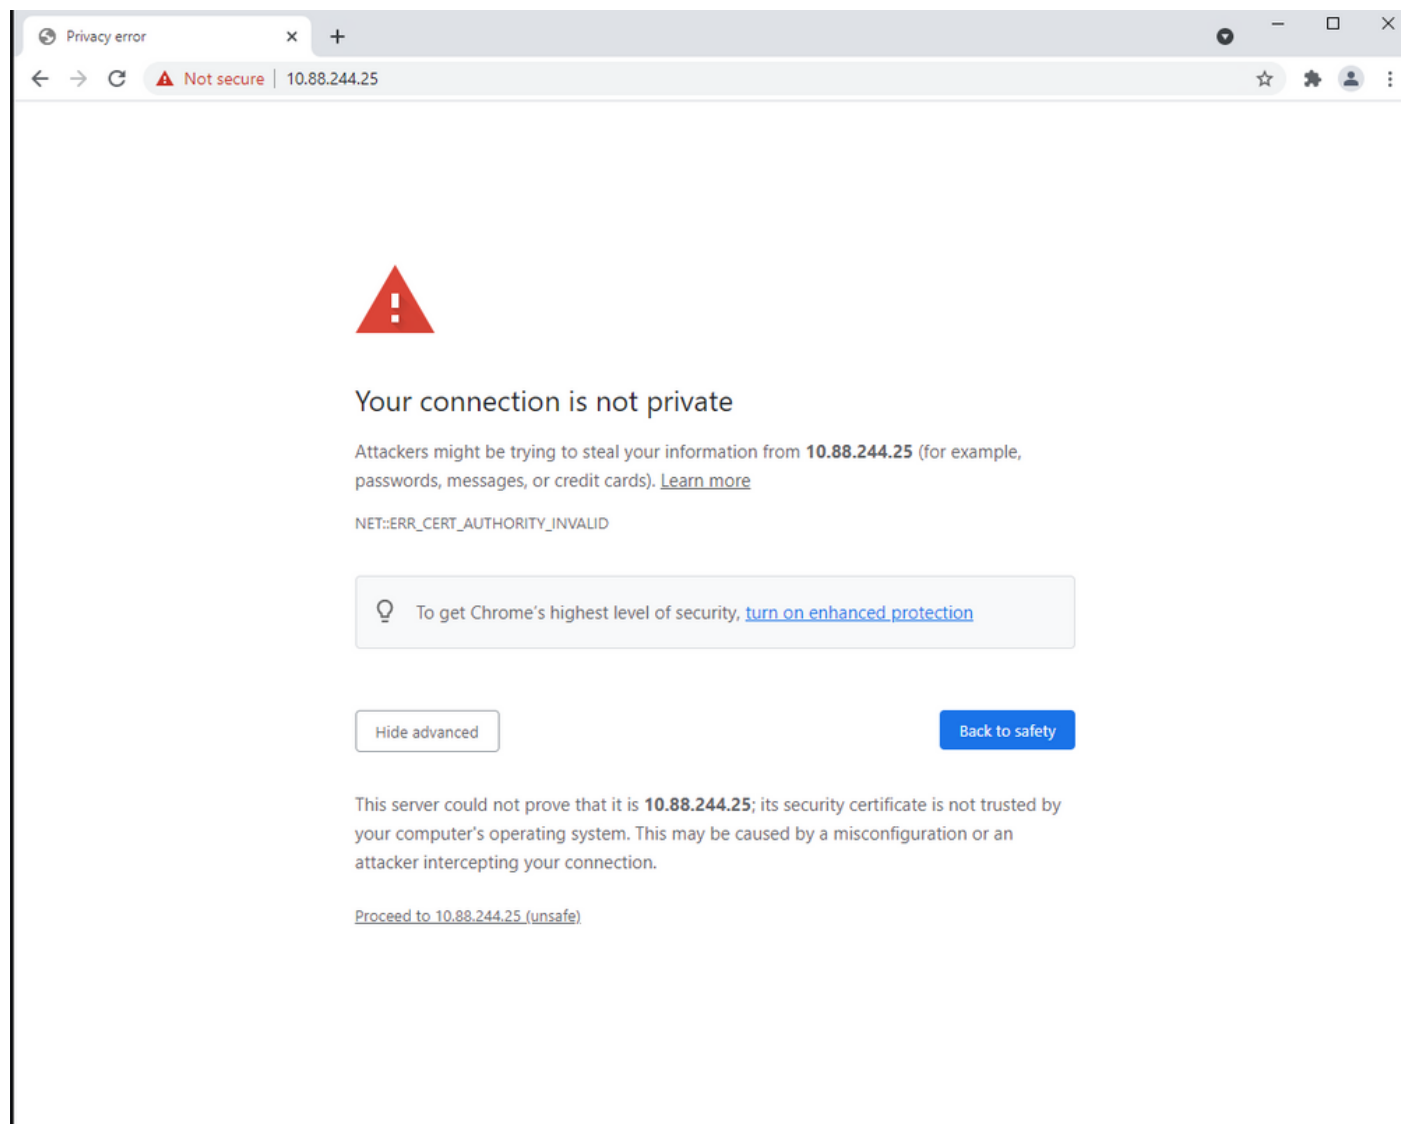 Privacy error
Not secure 10.88.244.25
Your connection is not private
Attackers might be trying to steal your information from 10.88.244.25 (for example,
passwords, messages, or credit cards). Learn more
NET::ERR_CERT_AUTHORITY_INVALID
To get Chrome's highest level of security, turn on enhanced protection
Hide advanced
Back to safety
This server could not prove that it is 10.88.244.25; its security certificate is not trusted by
your computer's operating system. This may be caused by a misconfiguration or an
attacker intercepting your connection.
Proceed to 10.88.244.25 (unsafe)